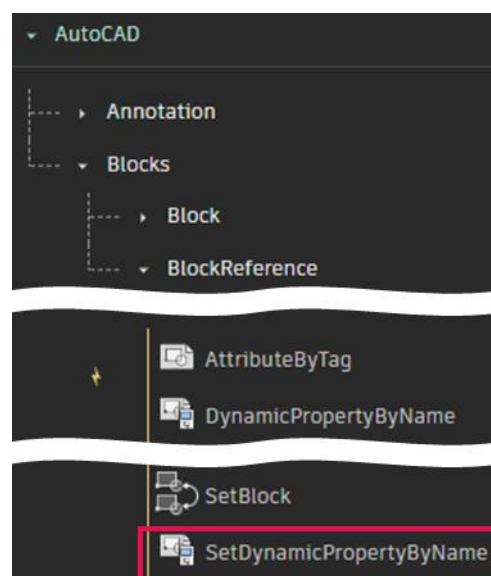 AutoCAD
Annotation
Blocks
Block
BlockReference
AttributeByTag
DynamicPropertyByName
SetBlock
SetDynamicPropertyByName